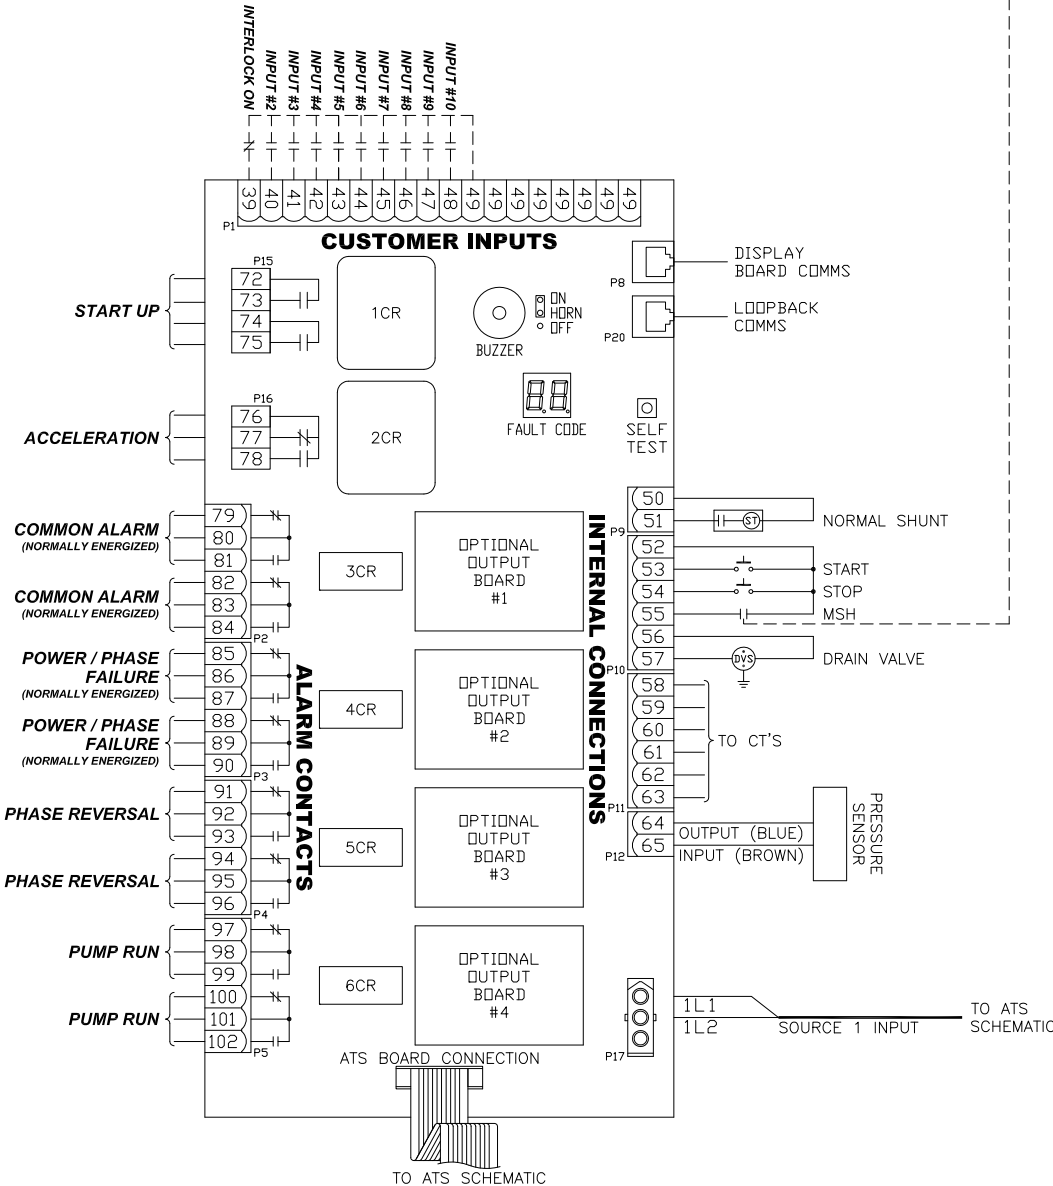 INTERLOCK ON
INPUT #2
INPUT #3
INPUT #4
INPUT #5
INPUT #6
INPUT #7
INPUT #8
INPUT #9
INPUT #10
39 40 41 42 43 44 45 46 47 48 49 49 49 49 49 49 49 49
P1
CUSTOMER INPUTS
START UP
P15
72
73
74
75
1CR
BUZZER
ON
HORN
OFF
P8
DISPLAY
BOARD COMMS
P20
LOOPBACK
COMMS
ACCELERATION
P16
76
77
78
2CR
FAULT CODE
SELF
TEST
COMMON ALARM
(NORMALLY ENERGIZED)
79
80
81
COMMON ALARM
(NORMALLY ENERGIZED)
82
83
84
P2
POWER / PHASE
FAILURE
(NORMALLY ENERGIZED)
85
86
87
POWER / PHASE
FAILURE
(NORMALLY ENERGIZED)
88
89
90
P3
PHASE REVERSAL
91
92
93
PHASE REVERSAL
94
95
96
P4
PUMP RUN
97
98
99
PUMP RUN
100
101
102
P5
ALARM CONTACTS
3CR
4CR
5CR
6CR
OPTIONAL
OUTPUT
BOARD
#1
OPTIONAL
OUTPUT
BOARD
#2
OPTIONAL
OUTPUT
BOARD
#3
OPTIONAL
OUTPUT
BOARD
#4
INTERNAL CONNECTIONS
50
51
P9
ST
NORMAL SHUNT
52
53
54
55
56
57
P10
START
STOP
MSH
DVS
DRAIN VALVE
58
59
60
61
62
63
P11
TO CT'S
64
65
P12
OUTPUT (BLUE)
INPUT (BROWN)
PRESSURE
SENSOR
P17
1L1
1L2
SOURCE 1 INPUT
TO ATS
SCHEMATIC
ATS BOARD CONNECTION
TO ATS SCHEMATIC